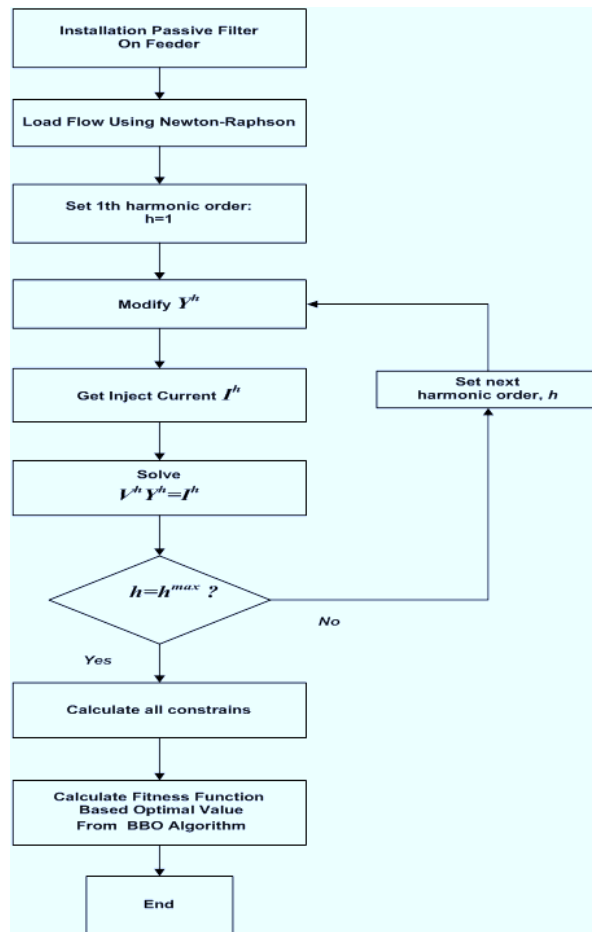 Installation Passive Filter
On Feeder
Load Flow Using Newton-Raphson
Set 1th harmonic order:
h=1
Modify Y^h
Get Inject Current I^h
Set next
harmonic order, h
Solve
V^h Y^h=I^h
h=h^max ?
No
Yes
Calculate all constrains
Calculate Fitness Function
Based Optimal Value
From BBO Algorithm
End